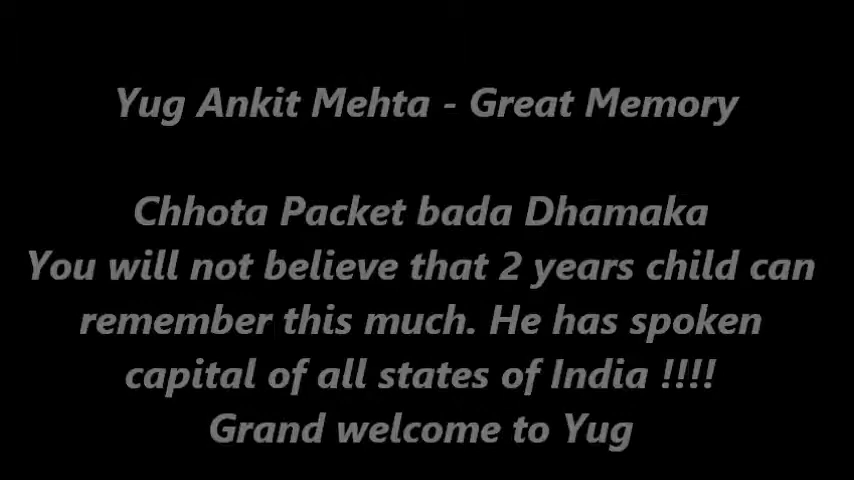 Yug Ankit Mehta - Great Memory
Chhota Packet bada Dhamaka
You will not believe that 2 years child can
remember this much. He has spoken
capital of all states of India !!!!
Grand welcome to Yug